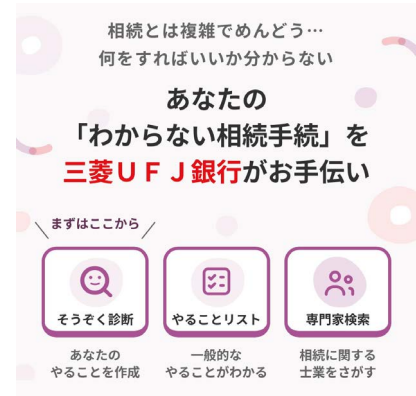 相続とは複雑でめんどう…
何をすればいいか分からない
あなたの
「わからない相続手続」を
三菱ＵＦＪ銀行がお手伝い
まずはここから
そうぞく診断
やることリスト
専門家検索
あなたの
やることを作成
一般的な
やることがわかる
相続に関する
士業をさがす